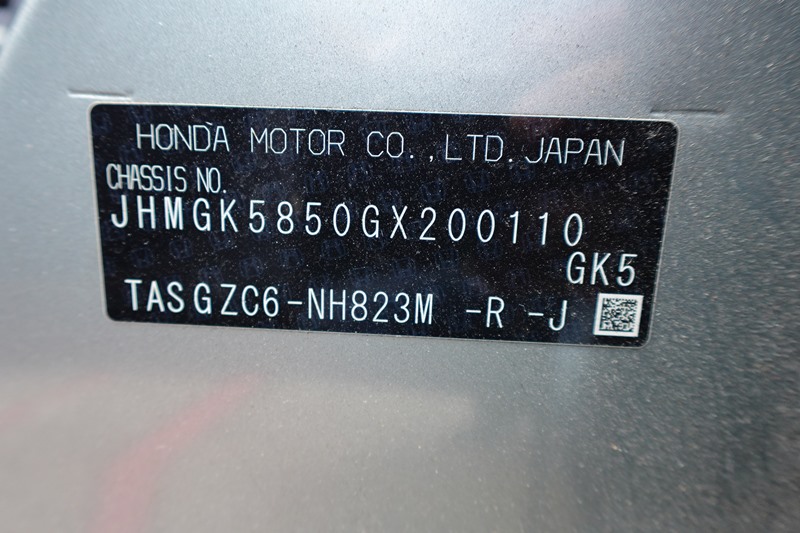 HONDA MOTOR CO.,LTD. JAPAN
CHASSIS NO.
JHMGK5850GX200110
GK5
TASGZC6-NH823M -R -J